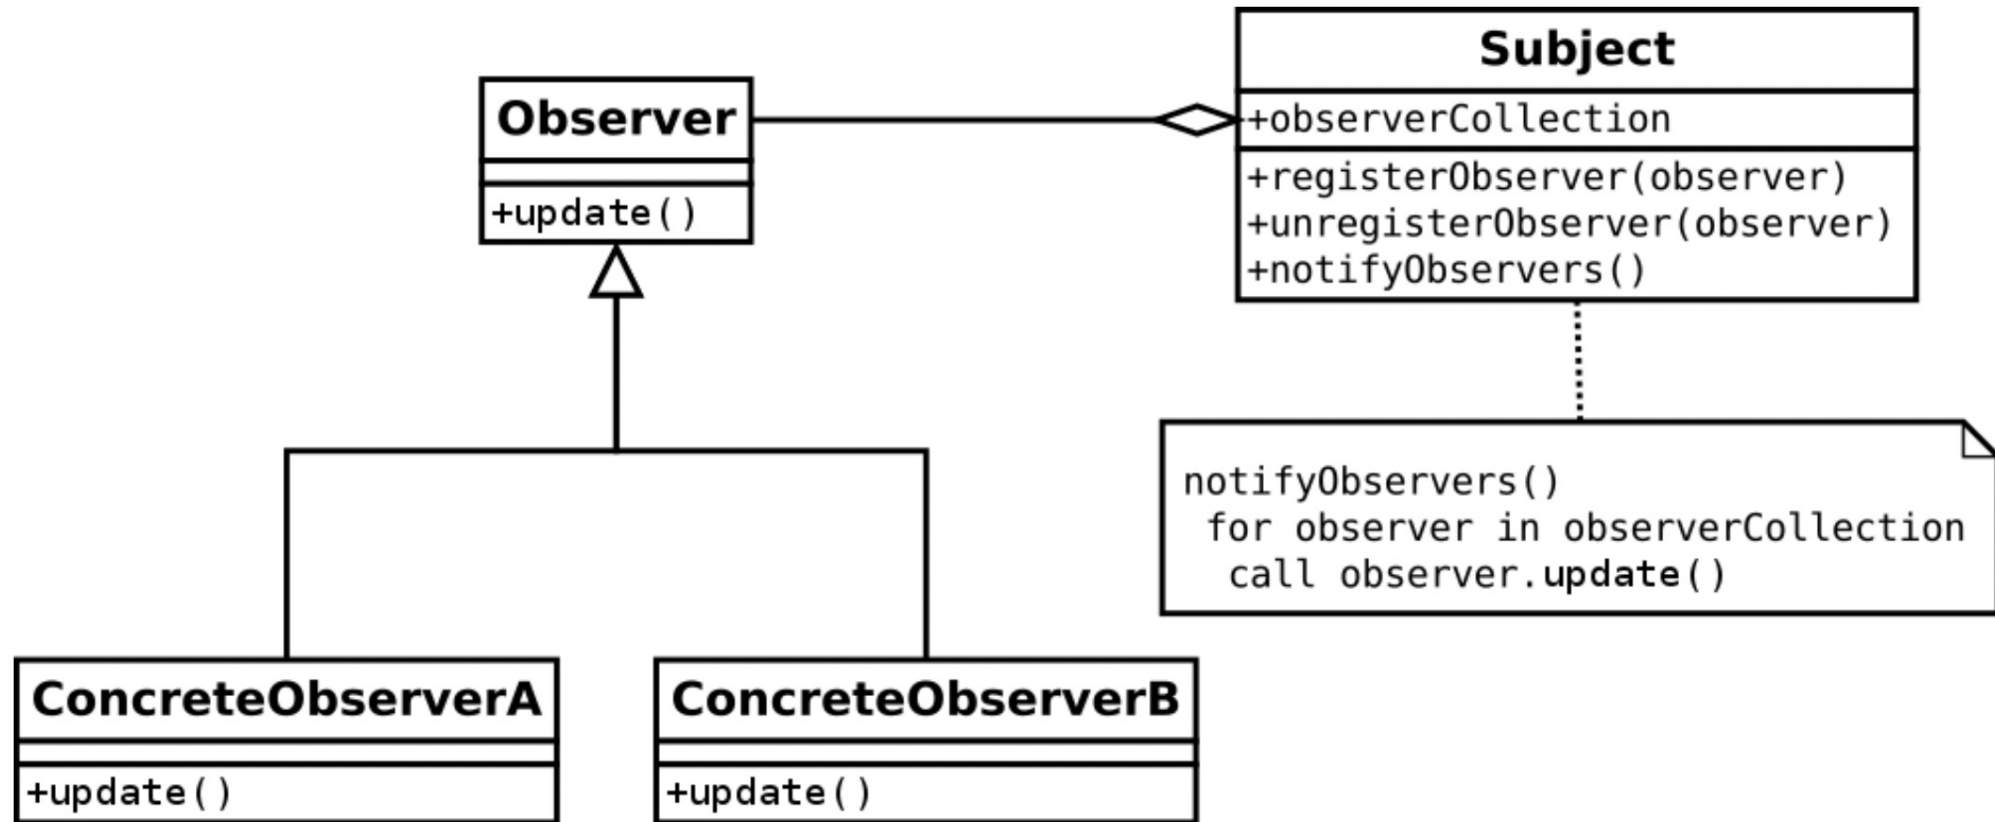 Observer
+update()
Subject
+observerCollection
+registerObserver(observer)
+unregisterObserver(observer)
+notifyObservers()
notifyObservers()
for observer in observerCollection
call observer.update()
ConcreteObserverA
+update()
ConcreteObserverB
+update()